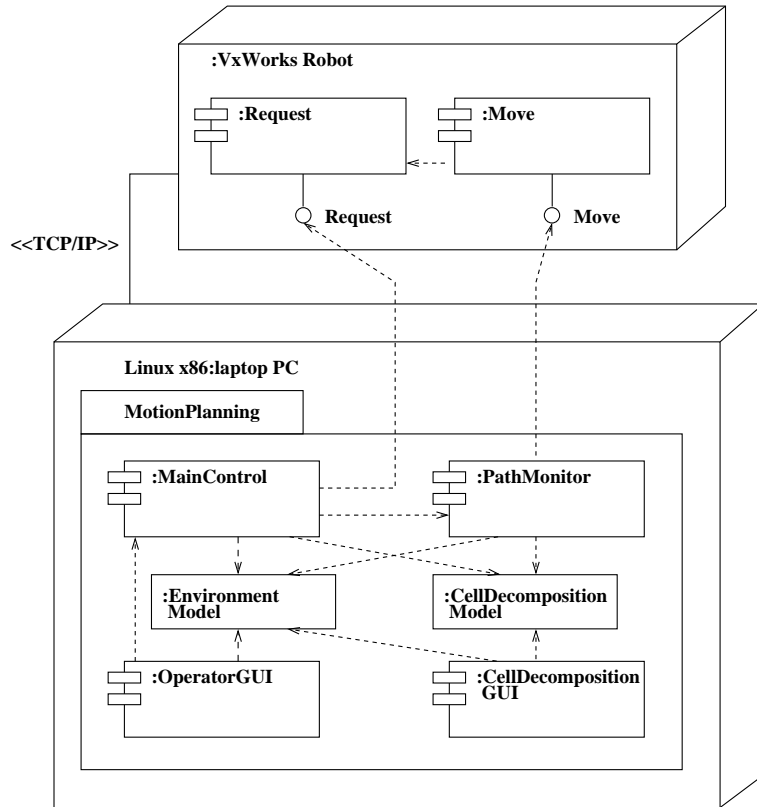 :VxWorks Robot
:Request
:Move
Request
Move
<<TCP/IP>>
Linux x86:laptop PC
MotionPlanning
:MainControl
:PathMonitor
:Environment
Model
:CellDecomposition
Model
:OperatorGUI
:CellDecomposition
GUI